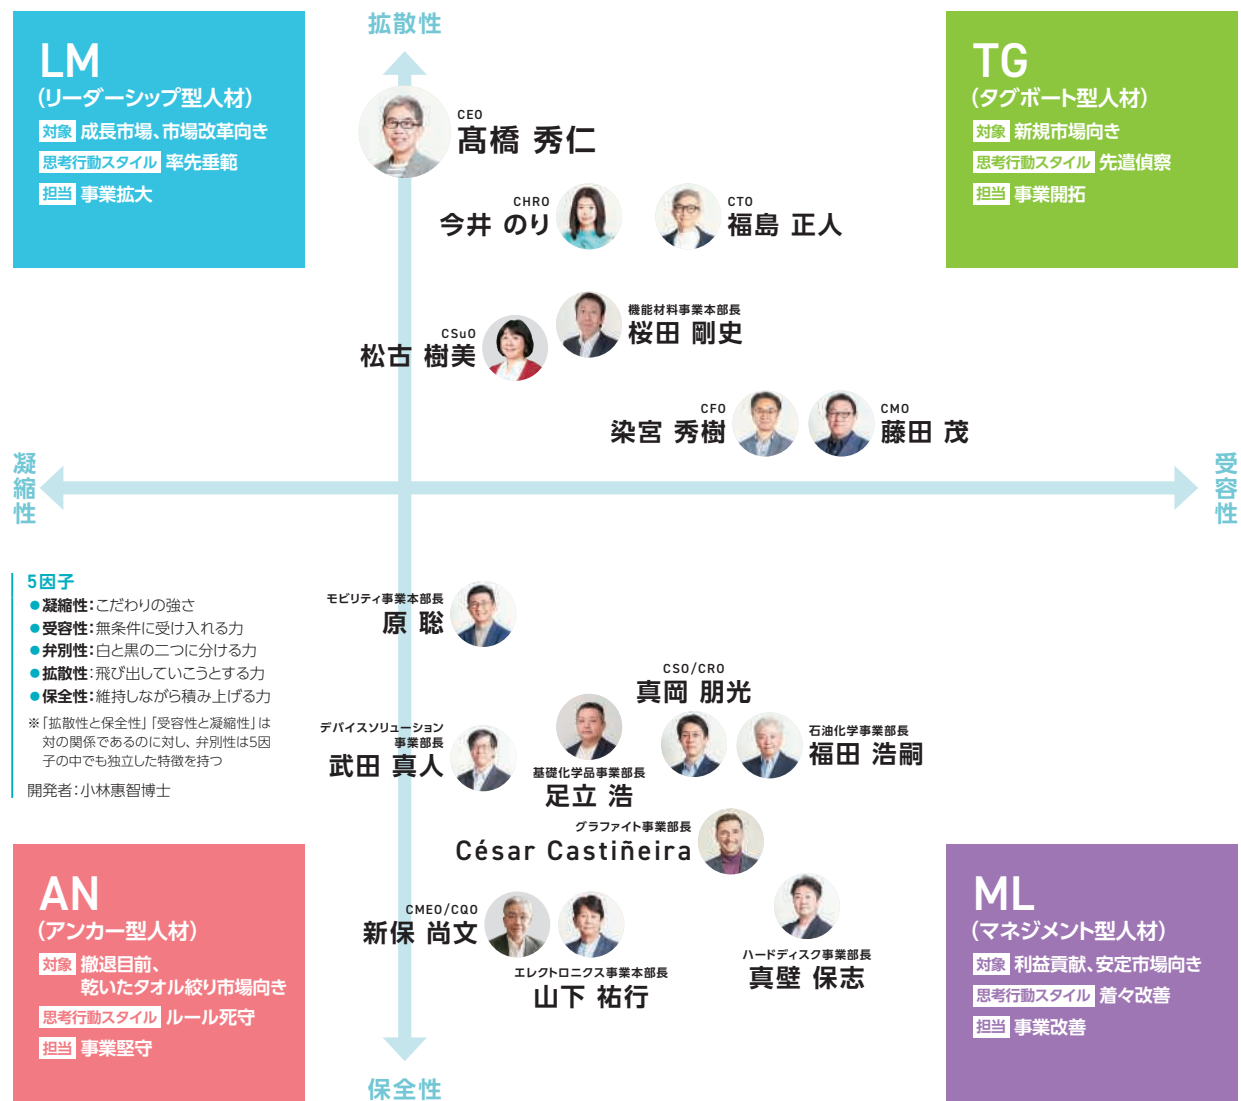 拡散性
LM
(リーダーシップ型人材)
対象 成長市場、市場改革向き
思考行動スタイル 率先垂範
担当 事業拡大
TG
(タグボート型人材)
対象 新規市場向き
思考行動スタイル 先遣偵察
担当 事業開拓
CEO
髙橋 秀仁
CHRO
今井 のり
CTO
福島 正人
機能材料事業本部長
桜田 剛史
CSuO
松古 樹美
CFO
染宮 秀樹
CMO
藤田 茂
凝縮性
受容性
5因子
●凝縮性：こだわりの強さ
●受容性：無条件に受け入れる力
●弁別性：白と黒の二つに分ける力
●拡散性：飛び出していこうとする力
●保全性：維持しながら積み上げる力
※「拡散性と保全性」「受容性と凝縮性」は
対の関係であるのに対し、弁別性は5因
子の中でも独立した特徴を持つ
開発者：小林惠智博士
モビリティ事業本部長
原 聡
CSO/CRO
真岡 朋光
デバイスソリューション
事業部長
武田 真人
基礎化学品事業部長
足立 浩
石油化学事業部長
福田 浩嗣
グラファイト事業部長
César Castiñeira
CMEO/CQO
新保 尚文
エレクトロニクス事業本部長
山下 祐行
ハードディスク事業部長
真壁 保志
AN
(アンカー型人材)
対象 撤退目前、
乾いたタオル絞り市場向き
思考行動スタイル ルール死守
担当 事業堅守
ML
(マネジメント型人材)
対象 利益貢献、安定市場向き
思考行動スタイル 着々改善
担当 事業改善
保全性